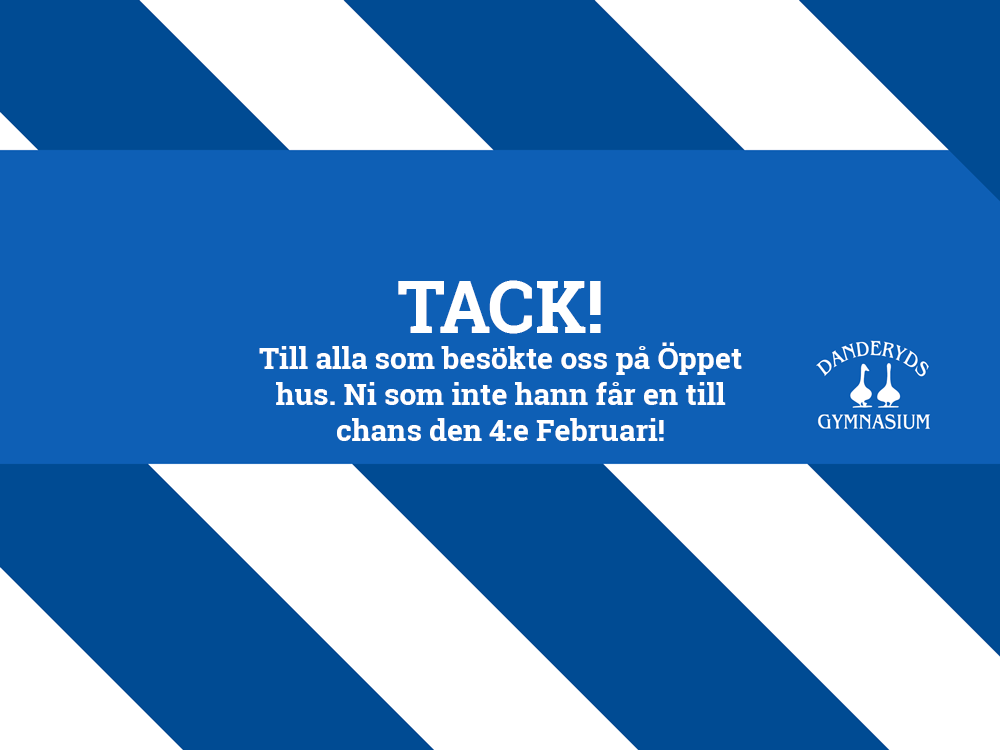 TACK!
Till alla som besökte oss på Öppet
hus. Ni som inte hann får en till
chans den 4:e Februari!
DANDERYDS
GYMNASIUM